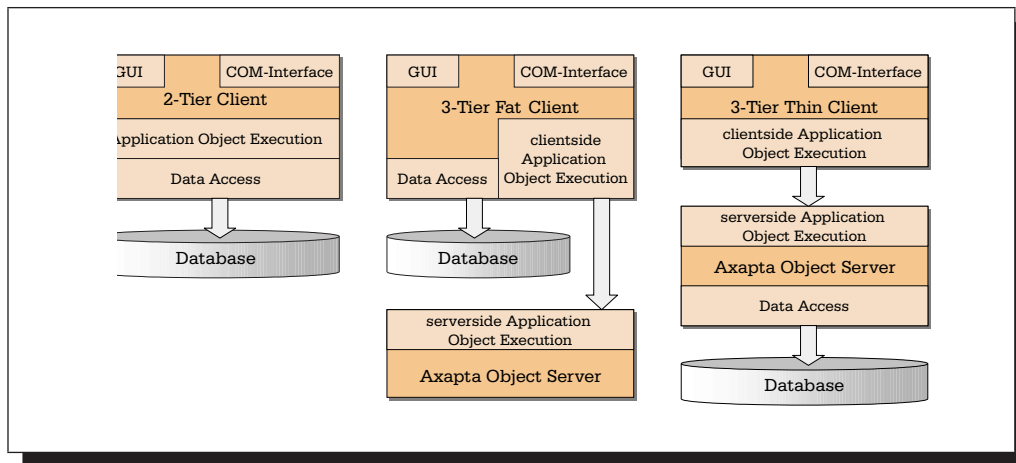 GUI
COM-Interface
2-Tier Client
Application Object Execution
Data Access
Database
GUI
COM-Interface
3-Tier Fat Client
clientside
Application
Object Execution
Data Access
Database
serverside Application
Object Execution
Axapta Object Server
GUI
COM-Interface
3-Tier Thin Client
clientside Application
Object Execution
serverside Application
Object Execution
Axapta Object Server
Data Access
Database